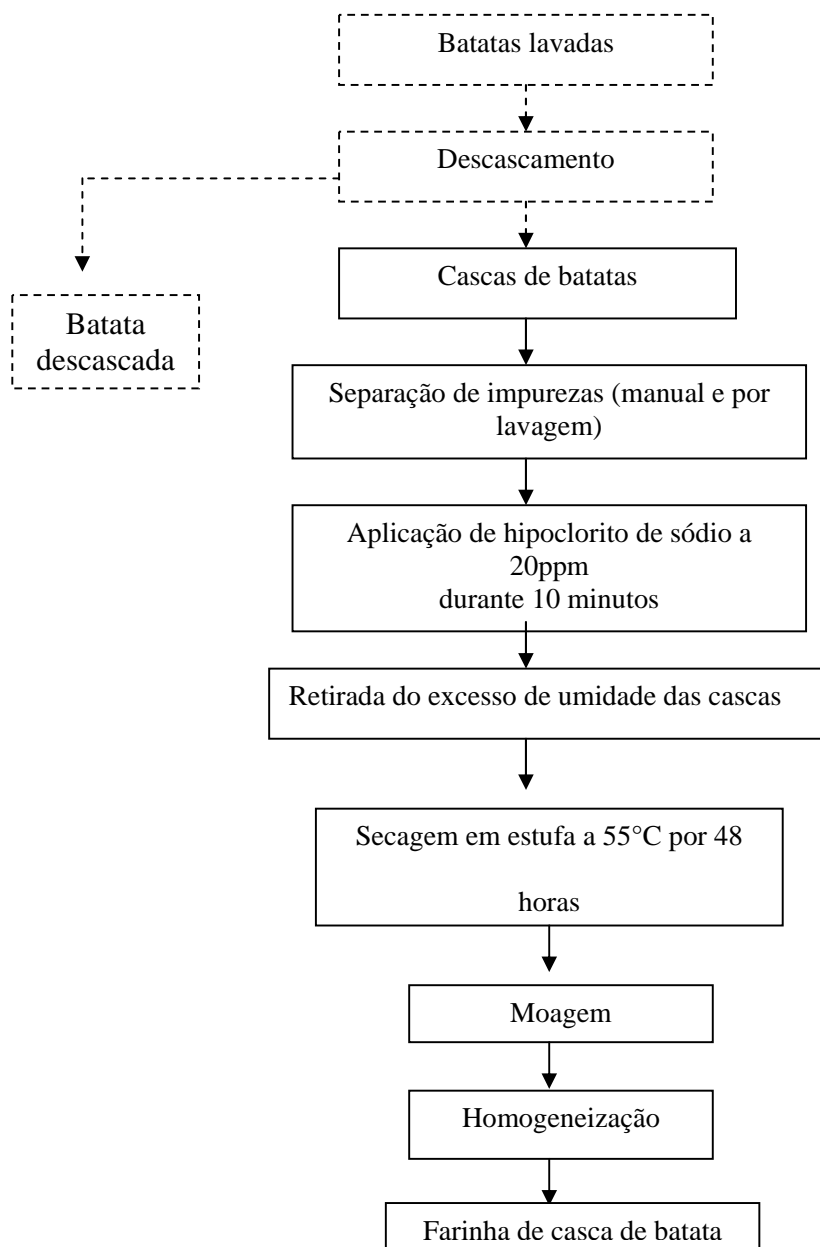 Batatas lavadas
Descascamento
Cascas de batatas
Batata
descascada
Separação de impurezas (manual e por
lavagem)
Aplicação de hipoclorito de sódio a
20ppm
durante 10 minutos
Retirada do excesso de umidade das cascas
Secagem em estufa a 55°C por 48
horas
Moagem
Homogeneização
Farinha de casca de batata